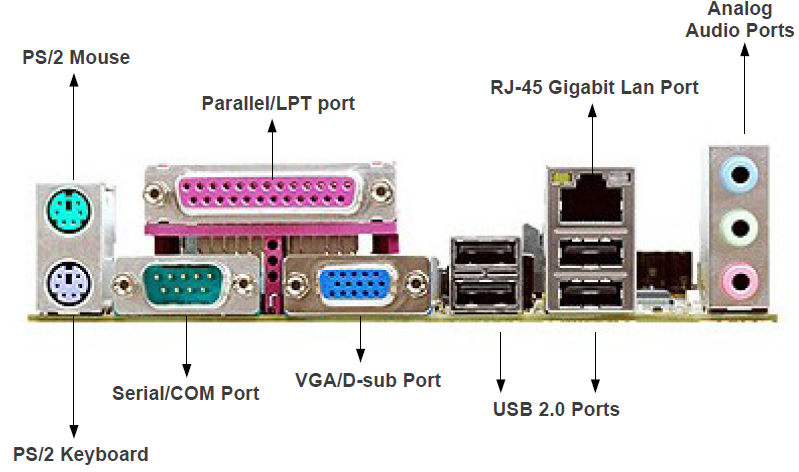 Analog
Audio Ports
PS/2 Mouse
RJ-45 Gigabit Lan Port
Parallel/LPT port
VGA/D-sub Port
Serial/COM Port
USB 2.0 Ports
PS/2 Keyboard